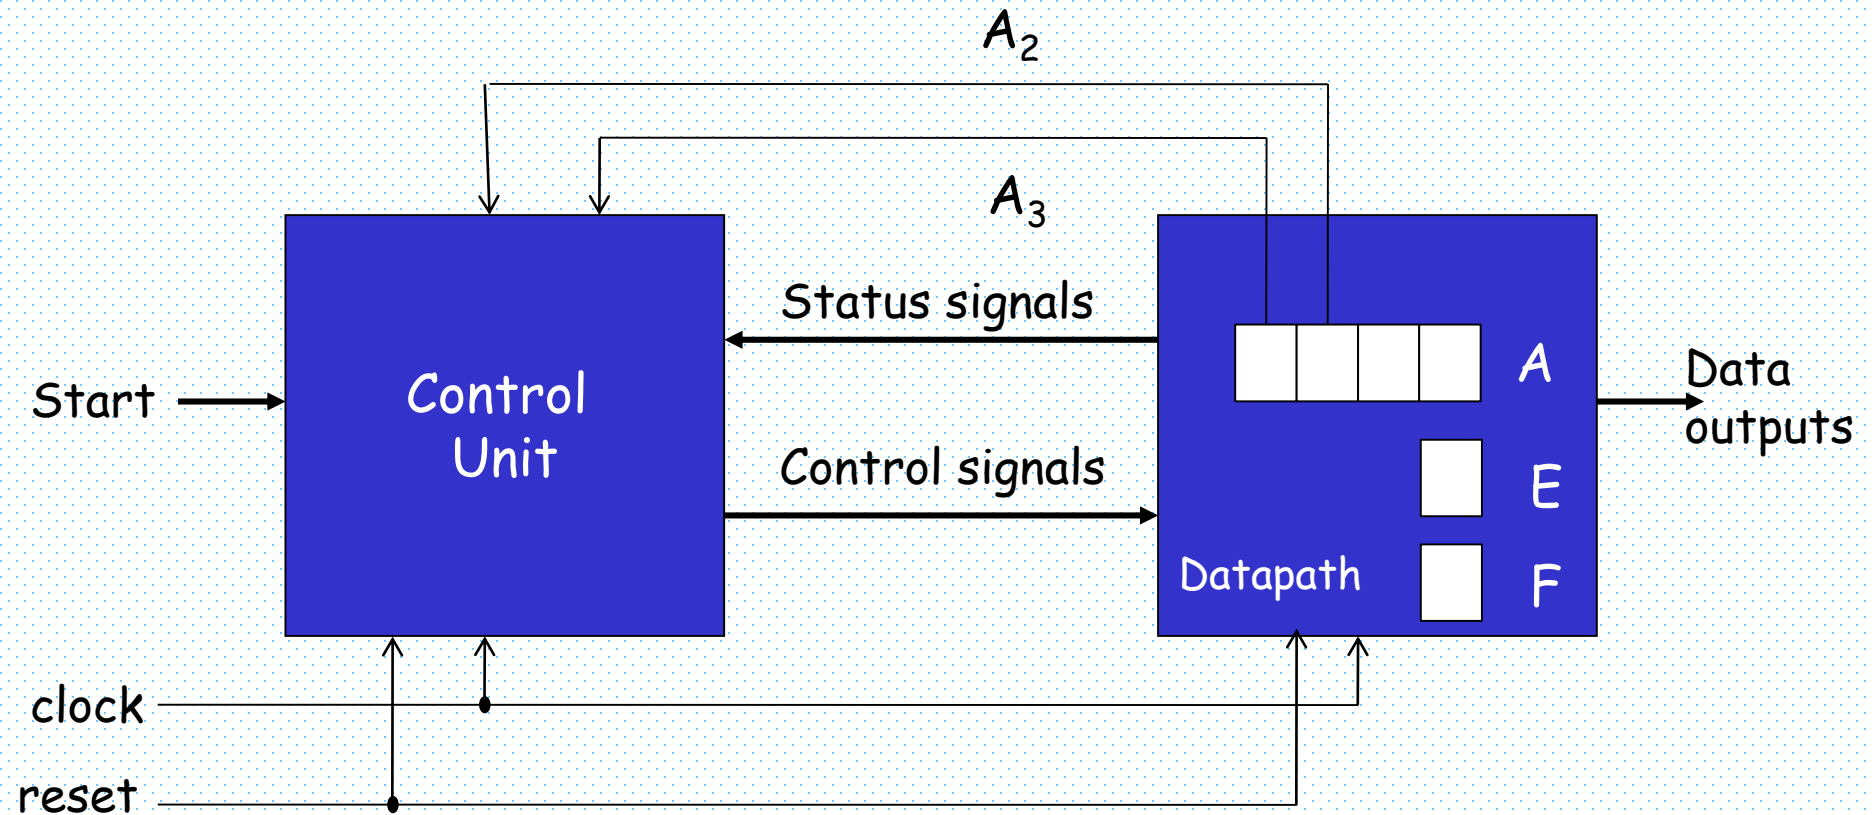 A2
A3
Status signals
Start
Control
Unit
Control signals
A
E
F
Datapath
Data
outputs
clock
reset